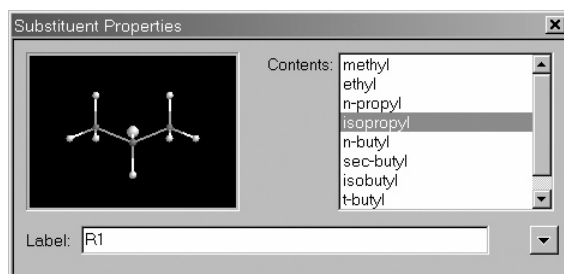 Substituent Properties
Contents:
methyl
ethyl
n-propyl
isopropyl
n-butyl
sec-butyl
isobutyl
t-butyl
Label: R1